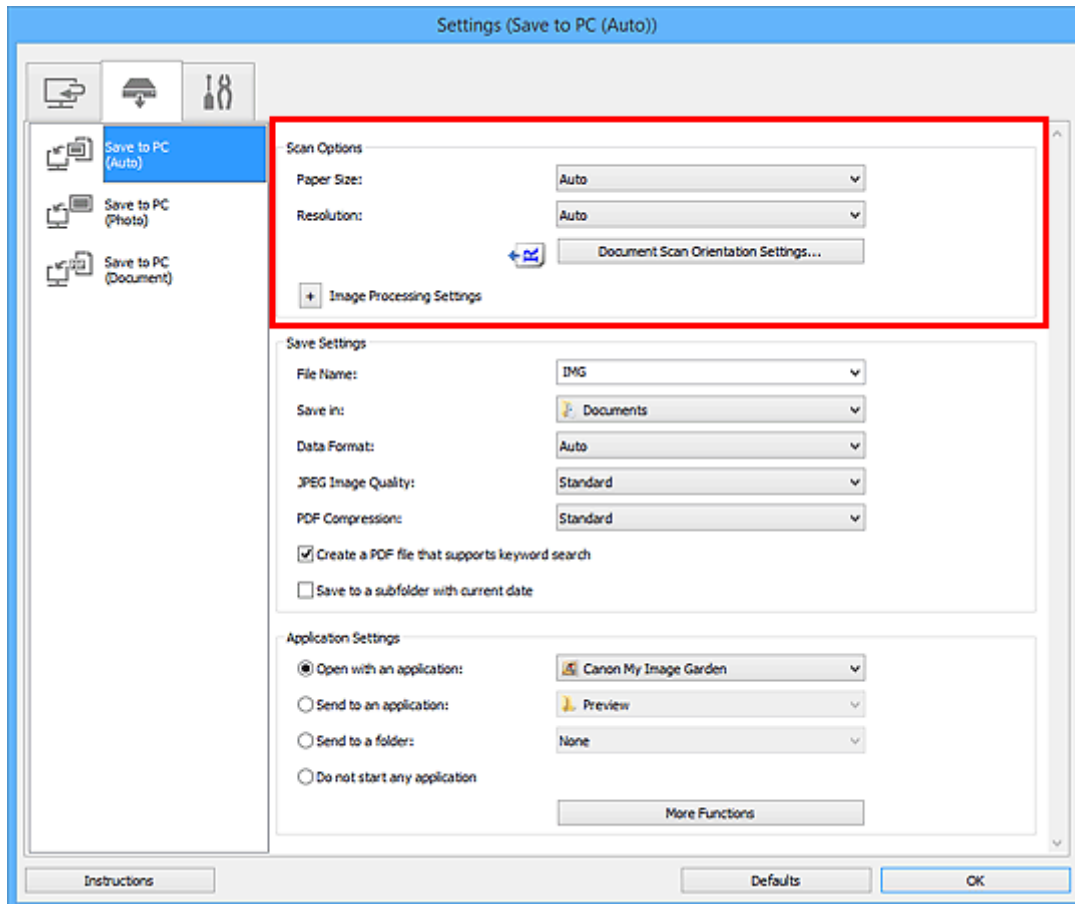 Settings (Save to PC (Auto))
Save to PC
(Auto)
Save to PC
(Photo)
Save to PC
(Document)
Scan Options
Paper Size: Auto
Resolution: Auto
Document Scan Orientation Settings...
+ Image Processing Settings
Save Settings
File Name: IMG
Save in: Documents
Data Format: Auto
JPEG Image Quality: Standard
PDF Compression: Standard
Create a PDF file that supports keyword search
Save to a subfolder with current date
Application Settings
Open with an application: Canon My Image Garden
Send to an application: Preview
Send to a folder: None
Do not start any application
More Functions
Instructions Defaults OK